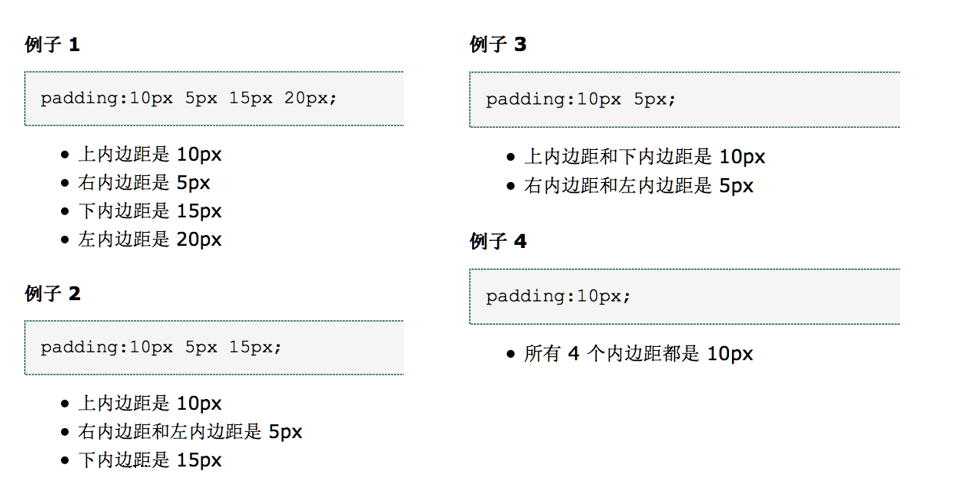 例子 1
padding:10px 5px 15px 20px;
上内边距是 10px
右内边距是 5px
下内边距是 15px
左内边距是 20px
例子 2
padding:10px 5px 15px;
上内边距是 10px
右内边距和左内边距是 5px
下内边距是 15px
例子 3
padding:10px 5px;
上内边距和下内边距是 10px
右内边距和左内边距是 5px
例子 4
padding:10px;
所有 4 个内边距都是 10px